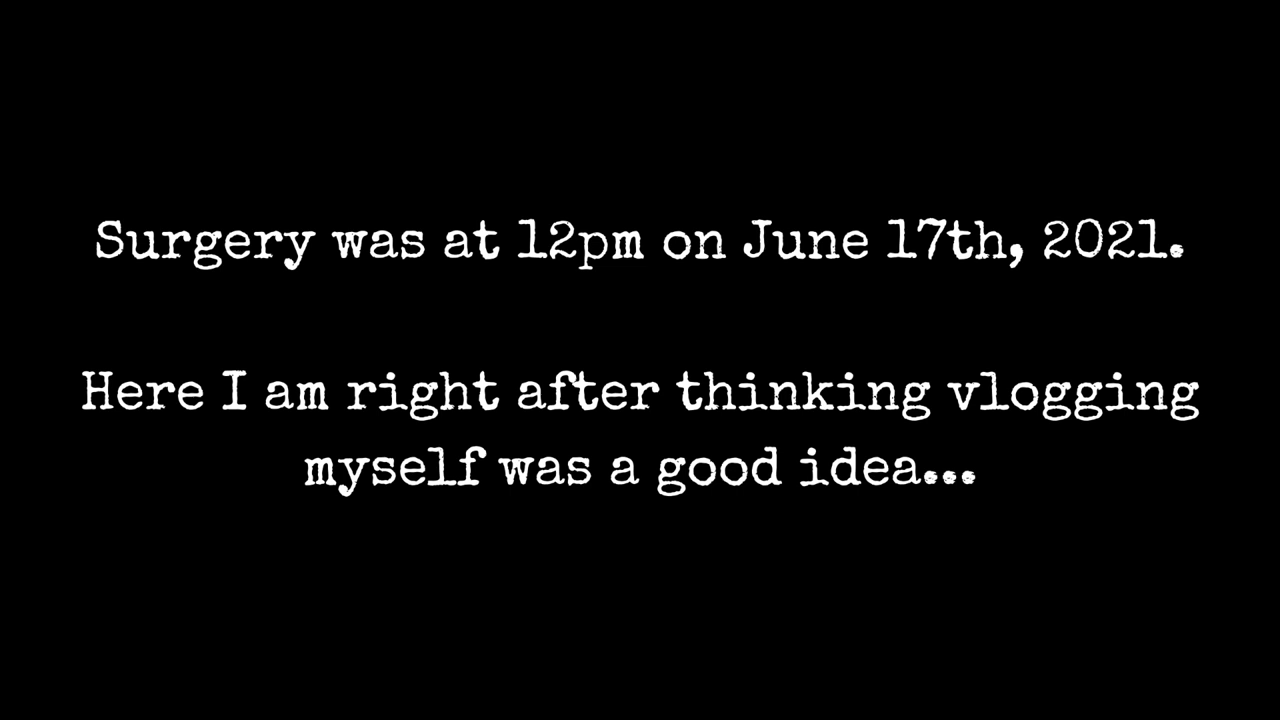 Surgery was at 12pm on June 17th, 2021.
Here I am right after thinking vlogging
myself was a good idea...